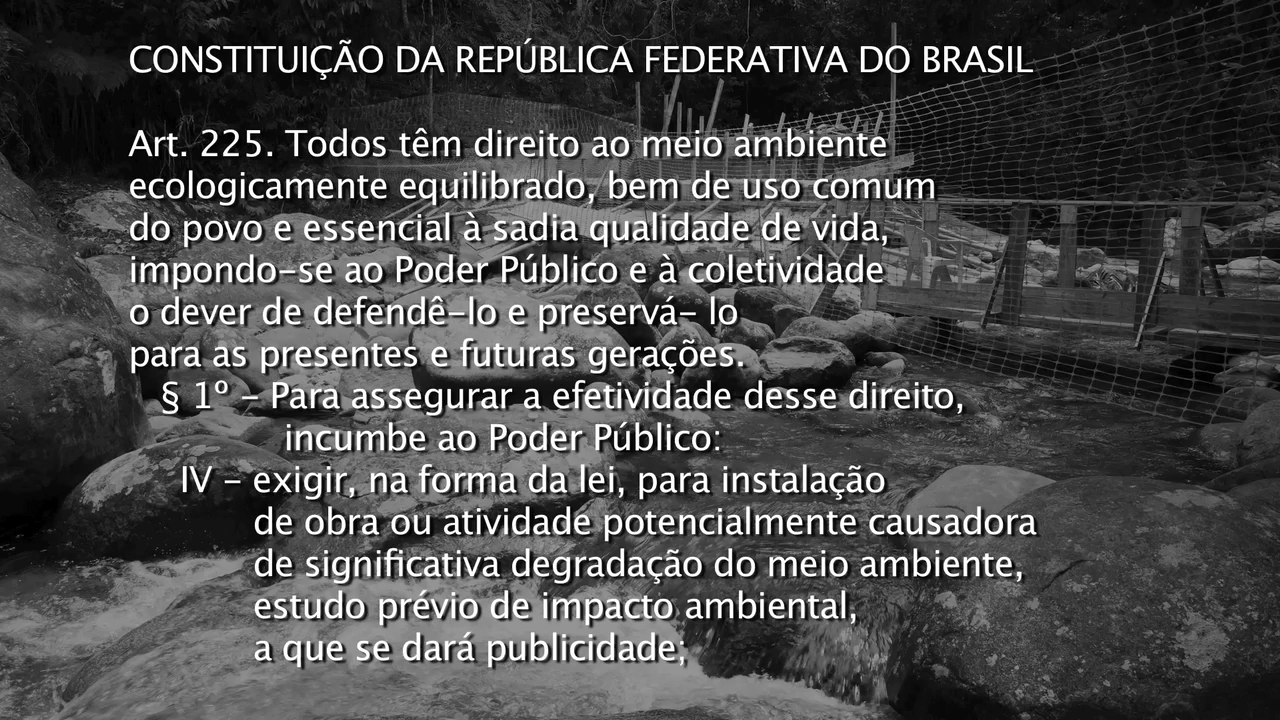 CONSTITUIÇÃO DA REPÚBLICA FEDERATIVA DO BRASIL
Art. 225. Todos têm direito ao meio ambiente
ecologicamente equilibrado, bem de uso comum
do povo e essencial à sadia qualidade de vida,
impondo-se ao Poder Público e à coletividade
o dever de defendê-lo e preservá- lo
para as presentes e futuras gerações.
§ 1º - Para assegurar a efetividade desse direito,
incumbe ao Poder Público:
IV - exigir, na forma da lei, para instalação
de obra ou atividade potencialmente causadora
de significativa degradação do meio ambiente,
estudo prévio de impacto ambiental,
a que se dará publicidade;